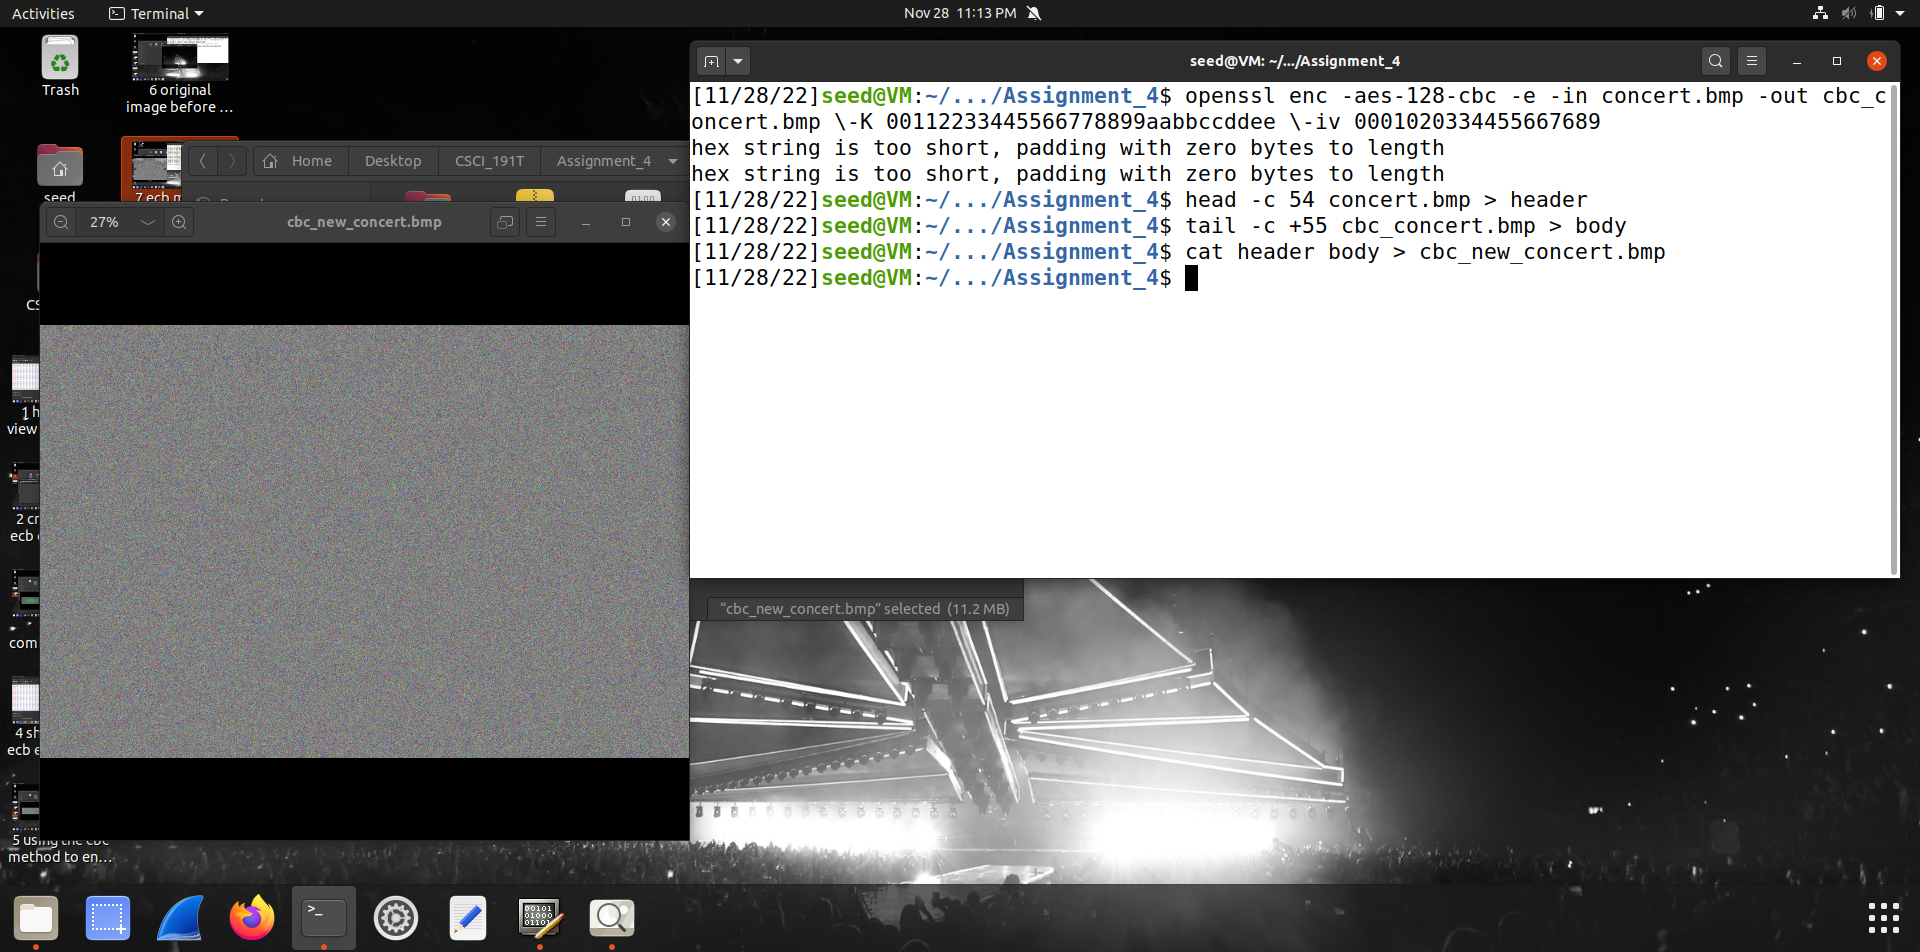 Activities
Terminal
Nov 28 11:13 PM
Trash
6 original
image before ...
seed
7 ecb
Home
Desktop
CSCI_191T
Assignment_4
27%
cbc_new_concert.bmp
seed@VM: ~/.../Assignment_4
[11/28/22]seed@VM:~/.../Assignment_4$ openssl enc -aes-128-cbc -e -in concert.bmp -out cbc_c
oncert.bmp \-K 00112233445566778899aabbccddee \-iv 0001020334455667689
hex string is too short, padding with zero bytes to length
hex string is too short, padding with zero bytes to length
[11/28/22]seed@VM:~/.../Assignment_4$ head -c 54 concert.bmp > header
[11/28/22]seed@VM:~/.../Assignment_4$ tail -c +55 cbc_concert.bmp > body
[11/28/22]seed@VM:~/.../Assignment_4$ cat header body > cbc_new_concert.bmp
[11/28/22]seed@VM:~/.../Assignment_4$
CS
1 h
view
2 cr
ecb
com
4 sh
ecb e
5 using the cbc
method to en...
"cbc_new_concert.bmp" selected (11.2 MB)